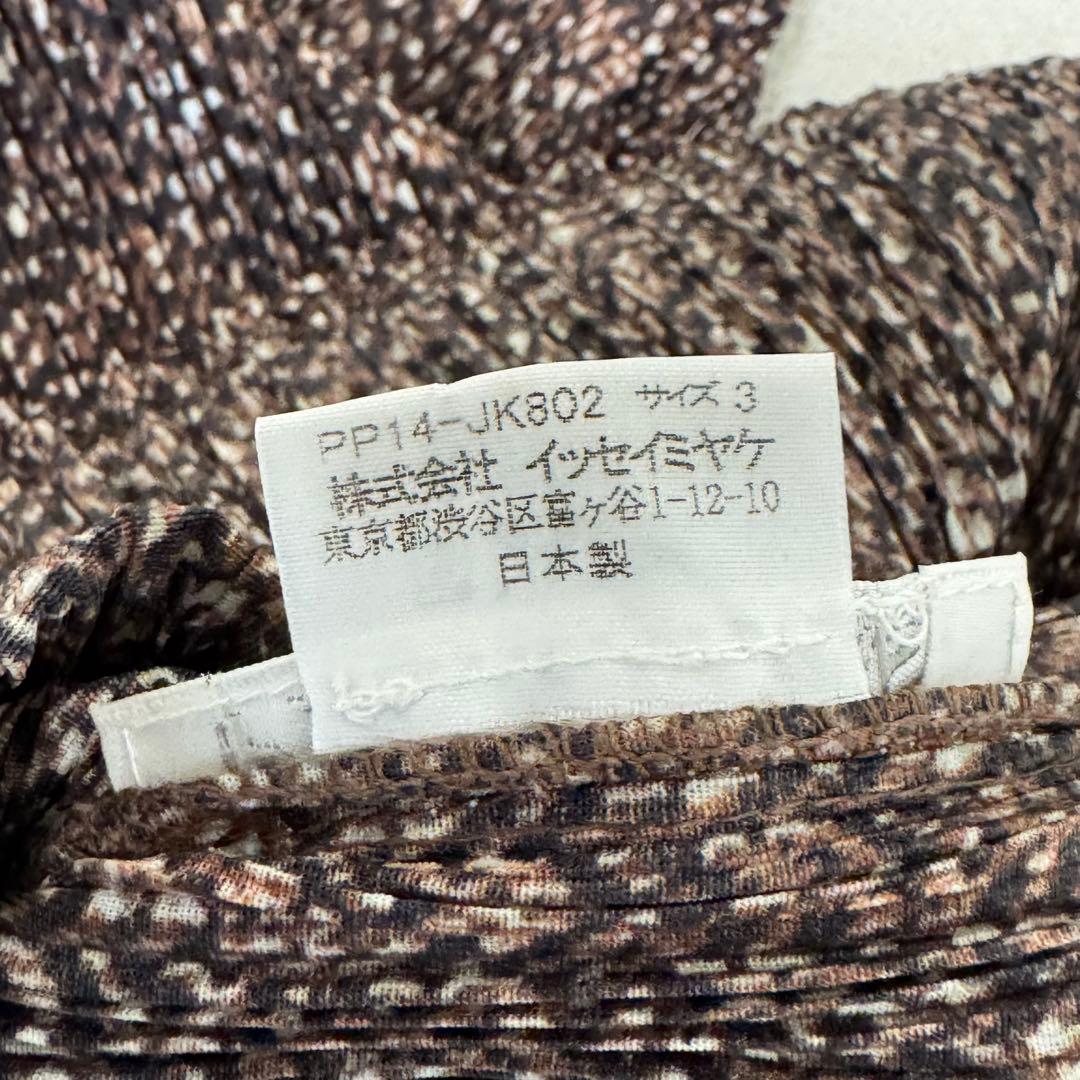 PP14-JK802 サイズ 3
株式会社 イッセイミヤケ
東京都渋谷区富ヶ谷1-12-10
日本製